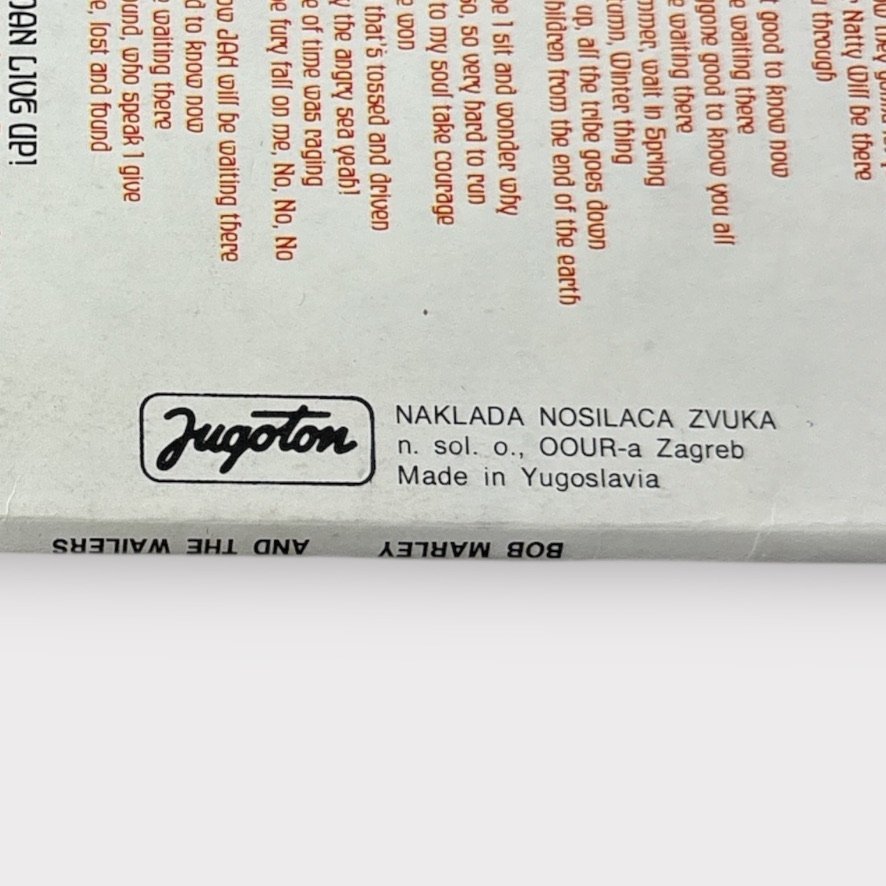 MAN LIVE UP!
Natty will be there
through
good to know now
waiting there
gone good to know you all
waiting there
mmer, wait in Spring
tumn, Winter thing
up, all the tribe goes down
children from the end of the earth
I sit and wonder why
so, so very hard to run
to my soul take courage
won
that's tossed and driven
the angry sea yeah!
of time was raging
fury fall on me, No, No, No
JAH will be waiting there
to know now
waiting there
ound, who speak I give
lost and found
Jugoton
NAKLADA NOSILACA ZVUKA
n. sol. o., OOUR-a Zagreb
Made in Yugoslavia
BOB MARLEY AND THE WAILERS